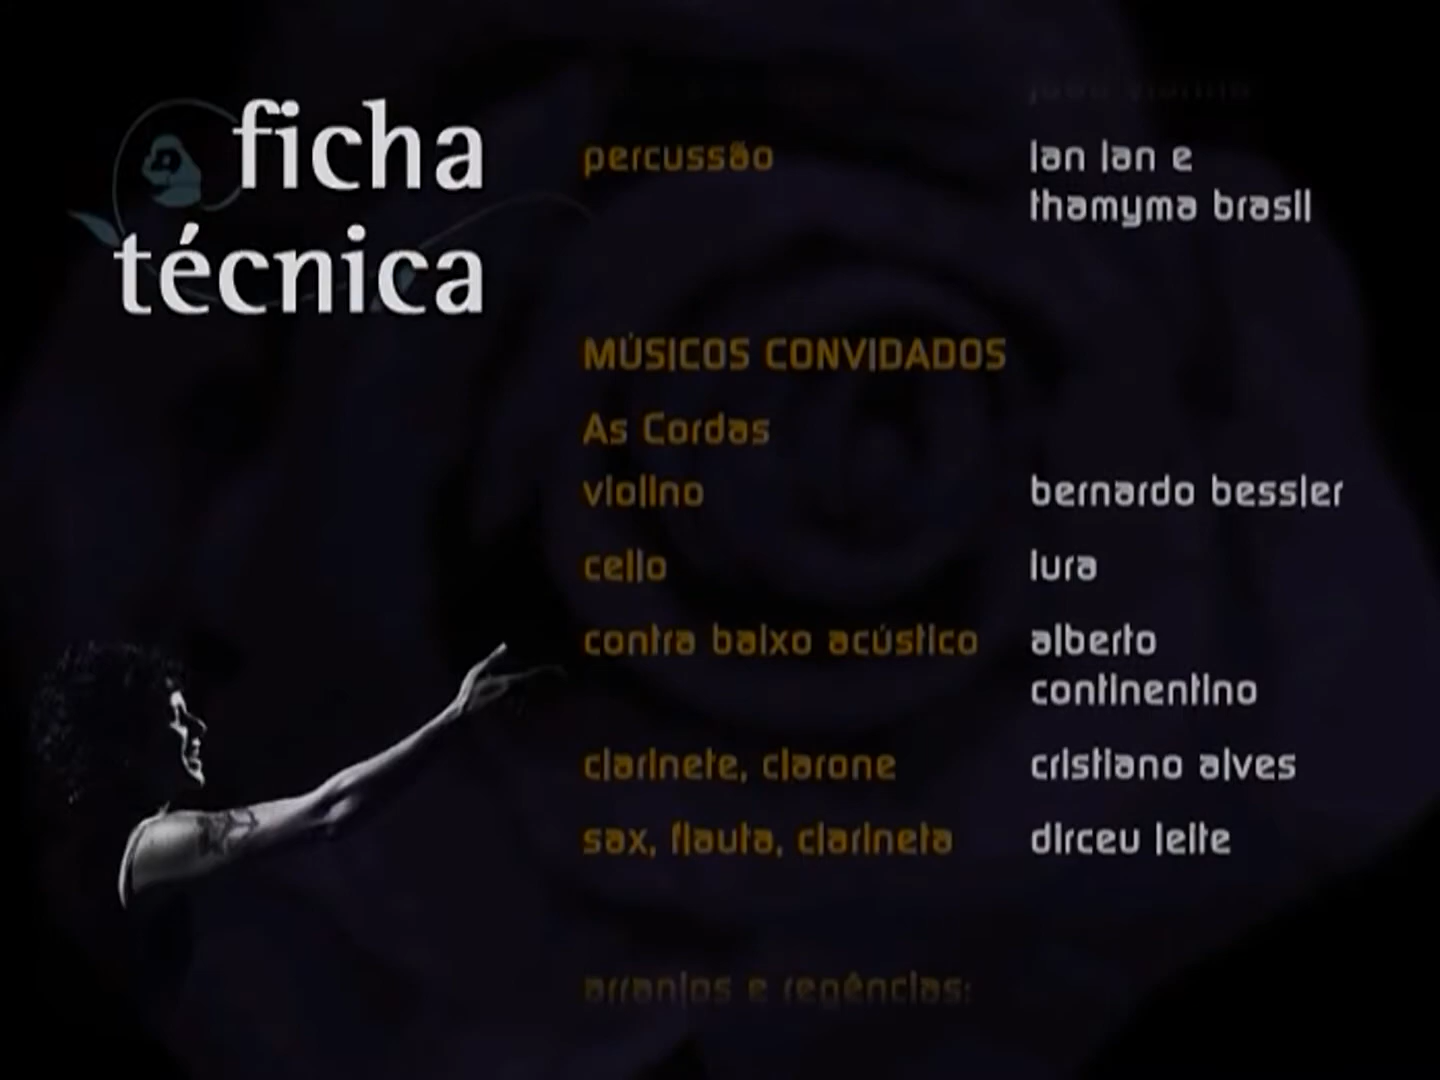 ficha
técnica
percussão lan lan e
thamyma brasil
MÚSICOS CONVIDADOS
As Cordas
violino bernardo bessler
cello lura
contra baixo acústico alberto
continentino
clarinete, clarone cristiano alves
sax, flauta, clarineta dirceu leite
arranjos e regências: